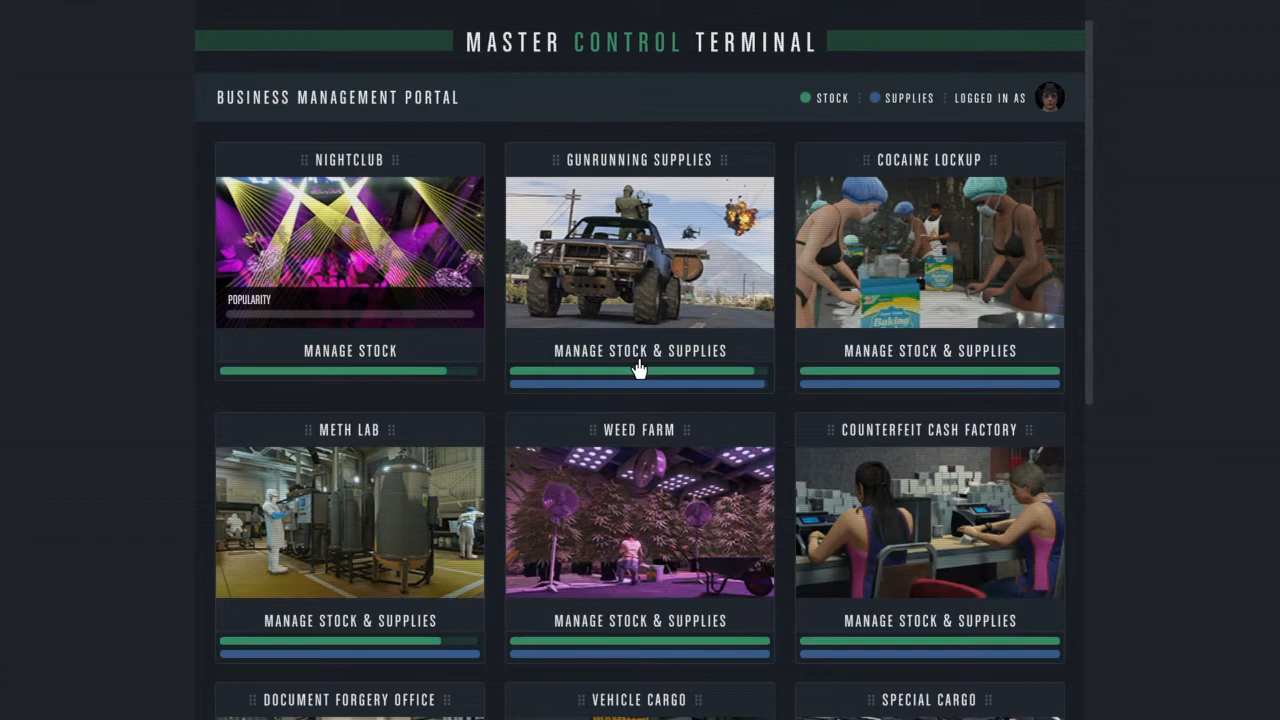 MASTER CONTROL TERMINAL
BUSINESS MANAGEMENT PORTAL
STOCK
SUPPLIES
LOGGED IN AS
NIGHTCLUB
GUNRUNNING SUPPLIES
COCAINE LOCKUP
POPULARITY
Baking
MANAGE STOCK
MANAGE STOCK & SUPPLIES
MANAGE STOCK & SUPPLIES
METH LAB
WEED FARM
COUNTERFEIT CASH FACTORY
MANAGE STOCK & SUPPLIES
MANAGE STOCK & SUPPLIES
MANAGE STOCK & SUPPLIES
DOCUMENT FORGERY OFFICE
VEHICLE CARGO
SPECIAL CARGO